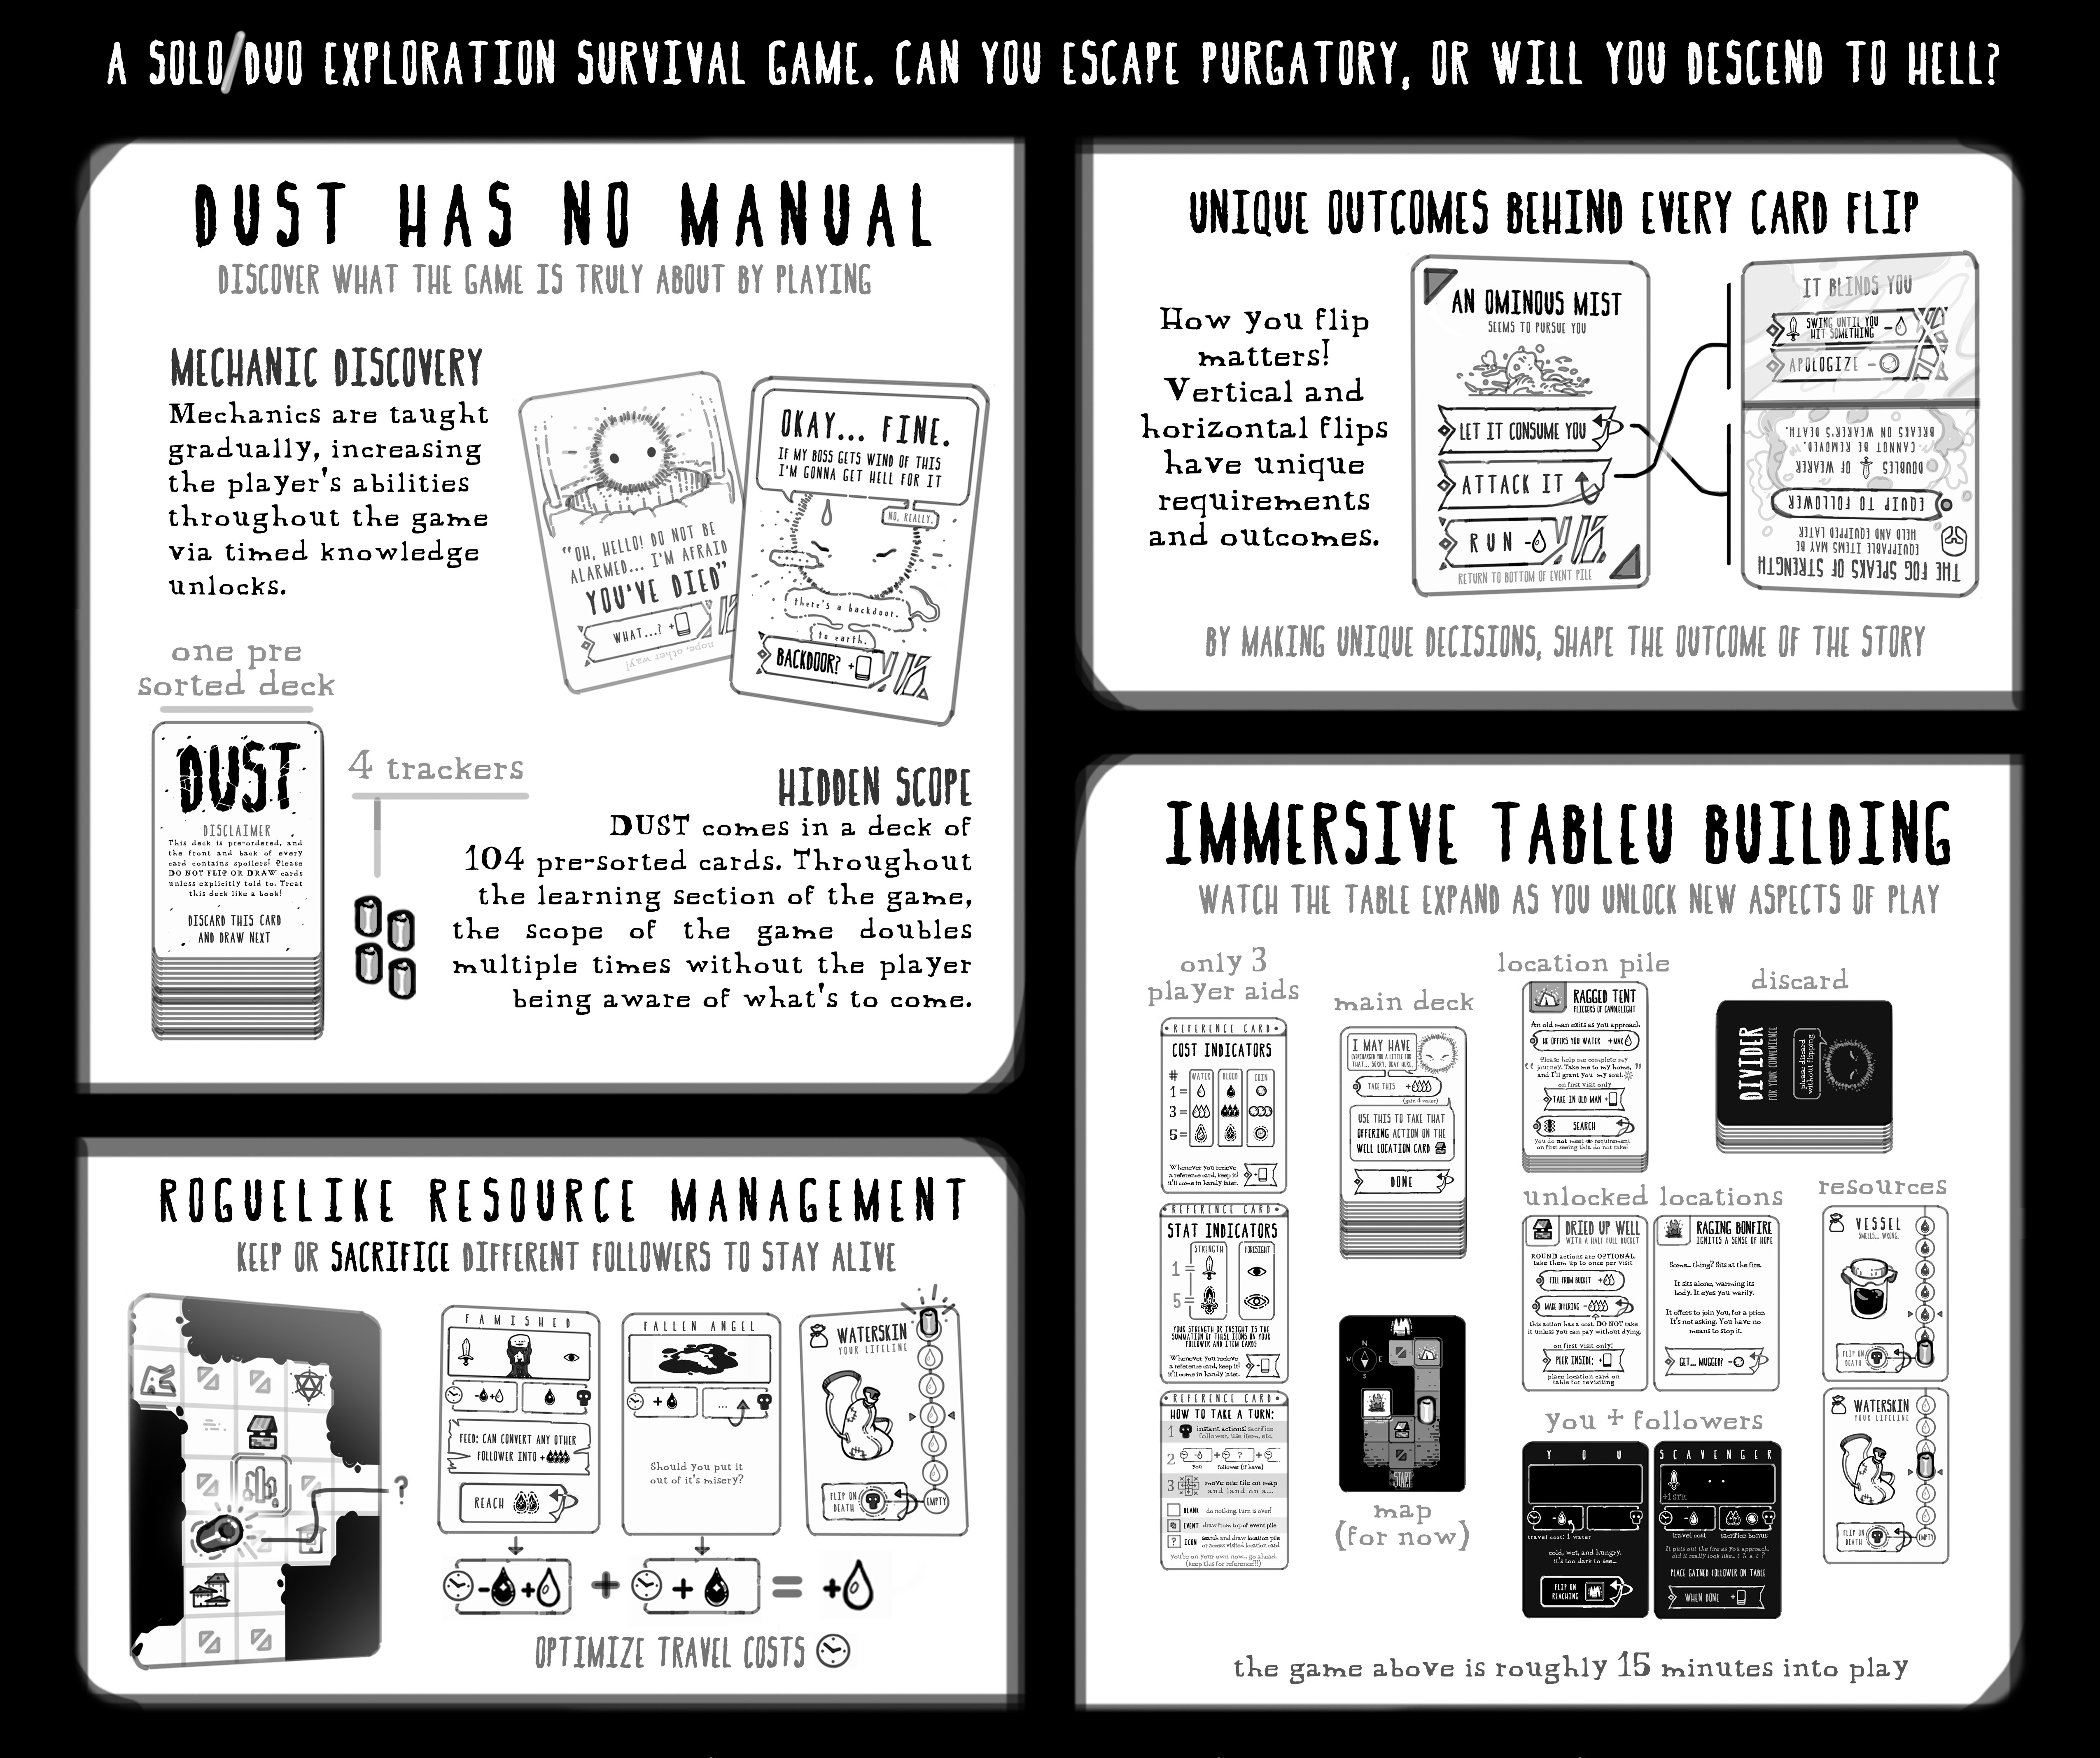 A SOLO/DUO EXPLORATION SURVIVAL GAME. CAN YOU ESCAPE PURGATORY, OR WILL YOU DESCEND TO HELL?
DUST HAS NO MANUAL
DISCOVER WHAT THE GAME IS TRULY ABOUT BY PLAYING
MECHANIC DISCOVERY
Mechanics are taught
gradually, increasing
the player's abilities
throughout the game
via timed knowledge
unlocks.
"OH, HELLO! DO NOT BE
ALARMED... I'M AFRAID
YOU'VE DIED"
WHAT...? +
nope, other way!
OKAY... FINE.
IF MY BOSS GETS WIND OF THIS
I'M GONNA GET HELL FOR IT
NO, REALLY.
there's a backdoor.
to earth.
BACKDOOR? +
one pre
sorted deck
DUST
DISCLAIMER
This deck is pre-ordered, and
the front and back of every
card contains spoilers! Please
DO NOT FLIP OR DRAW cards
unless explicitly told to. Treat
this deck like a book!
DISCARD THIS CARD
AND DRAW NEXT
4 trackers
HIDDEN SCOPE
DUST comes in a deck of
104 pre-sorted cards. Throughout
the learning section of the game,
the scope of the game doubles
multiple times without the player
being aware of what's to come.
UNIQUE OUTCOMES BEHIND EVERY CARD FLIP
How you flip
matters!
Vertical and
horizontal flips
have unique
requirements
and outcomes.
AN OMINOUS MIST
SEEMS TO PURSUE YOU
LET IT CONSUME YOU
ATTACK IT
RUN -
RETURN TO BOTTOM OF EVENT PILE
IT BLINDS YOU
SWING UNTIL YOU
HIT SOMETHING -
APOLOGIZE -
THE FOG SPEAKS OF STRENGTH
EQUIPPABLE ITEMS MAY BE
HELD AND EQUIPPED LATER
EQUIP TO FOLLOWER
DOUBLES OF WEARER
CANNOT BE REMOVED.
BREAKS ON WEARER'S DEATH.
BY MAKING UNIQUE DECISIONS, SHAPE THE OUTCOME OF THE STORY
ROGUELIKE RESOURCE MANAGEMENT
KEEP OR SACRIFICE DIFFERENT FOLLOWERS TO STAY ALIVE
?
FAMISHED
- +
FEED: CAN CONVERT ANY OTHER
FOLLOWER INTO +
REACH
FALLEN ANGEL
+
...
Should you put it
out of it's misery?
WATERSKIN
YOUR LIFELINE
FLIP ON
DEATH
EMPTY
- + + + = +
OPTIMIZE TRAVEL COSTS
IMMERSIVE TABLEU BUILDING
WATCH THE TABLE EXPAND AS YOU UNLOCK NEW ASPECTS OF PLAY
only 3
player aids
REFERENCE CARD
COST INDICATORS
# WATER BLOOD COIN
1 =
3 =
5 =
Whenever you recieve
a reference card, keep it!
it'll come in handy later.
REFERENCE CARD
STAT INDICATORS
STRENGTH FORESIGHT
1 =
5 =
YOUR STRENGTH OR INSIGHT IS THE
SUMMATION OF THESE ICONS ON YOUR
FOLLOWER AND ITEM CARDS
Whenever you recieve
a reference card, keep it!
it'll come in handy later.
REFERENCE CARD
HOW TO TAKE A TURN:
1 instant actions: sacrifice
follower, use item, etc.
2 - + ? +
you follower (if have)
3 move one tile on map
and land on a...
BLANK do nothing, turn is over!
EVENT draw from top of event pile
? ICON search and draw location pile
or access visited location card
you're on your own now... go ahead.
(keep this for reference!!!)
main deck
I MAY HAVE
OVERCHARGED YOU A LITTLE FOR
THAT... SORRY. OKAY HERE,
TAKE THIS +
(gain 4 water)
USE THIS TO TAKE THAT
OFFERING ACTION ON THE
WELL LOCATION CARD
DONE
N
W E
S
START
map
(for now)
location pile
RAGGED TENT
FLICKERS OF CANDLELIGHT
An old man exits as you approach
HE OFFERS YOU WATER +MAX
"Please help me complete my
journey. Take me to my home,
and I'll grant you my soul."
on first visit only
TAKE IN OLD MAN +
SEARCH
You do not meet requirement
on first seeing this, do not take!
discard
DIVIDER
FOR YOUR CONVENIENCE
please discard
without flipping
unlocked locations
DRIED UP WELL
WITH A HALF FULL BUCKET
ROUND actions are OPTIONAL.
take them up to once per visit
FILL FROM BUCKET +
MAKE OFFERING -
this action has a cost. DO NOT take
it unless you can pay without dying.
on first visit only:
PEER INSIDE: +
place location card on
table for revisiting
RAGING BONFIRE
IGNITES A SENSE OF HOPE
Some... thing? Sits at the fire.
It sits alone, warming its
body. It eyes you warily.
It offers to join you, for a price.
It's not asking. You have no
means to stop it.
GET... MUGGED? -
resources
VESSEL
SMELLS... WRONG.
FLIP ON
DEATH
WATERSKIN
YOUR LIFELINE
FLIP ON
DEATH
EMPTY
you + followers
YOU
-
travel cost: 1 water
cold, wet, and hungry.
it's too dark to see...
FLIP ON
REACHING
SCAVENGER
+1 STR
-
travel cost sacrifice bonus
It puts out the fire as you approach.
did it really look like... t h a t ?
PLACE GAINED FOLLOWER ON TABLE
WHEN DONE +
the game above is roughly 15 minutes into play